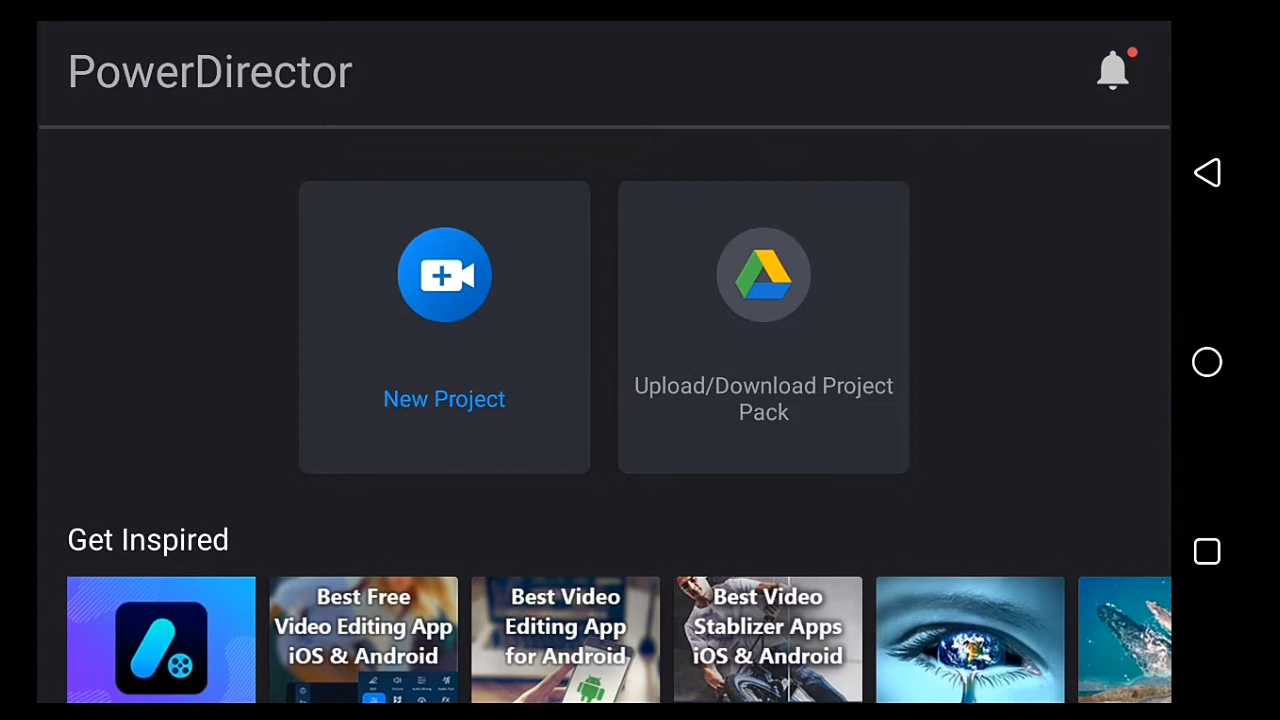 PowerDirector
New Project
Upload/Download Project
Pack
Get Inspired
Best Free
Video Editing App
iOS & Android
Best Video
Editing App
for Android
Best Video
Stablizer Apps
iOS & Android